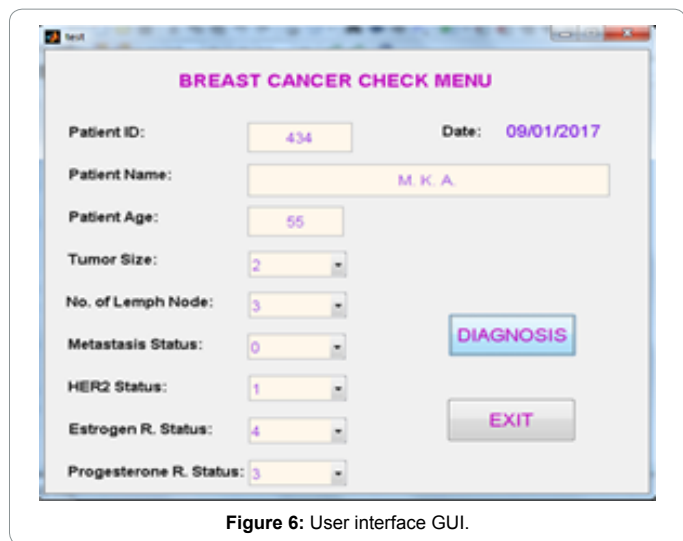 test
BREAST CANCER CHECK MENU
Patient ID: 434 Date: 09/01/2017
Patient Name: M. K. A.
Patient Age: 55
Tumor Size: 2
No. of Lemph Node: 3
Metastasis Status: 0
HER2 Status: 1
DIAGNOSIS
Estrogen R. Status: 4
EXIT
Progesterone R. Status: 3
Figure 6: User interface GUI.